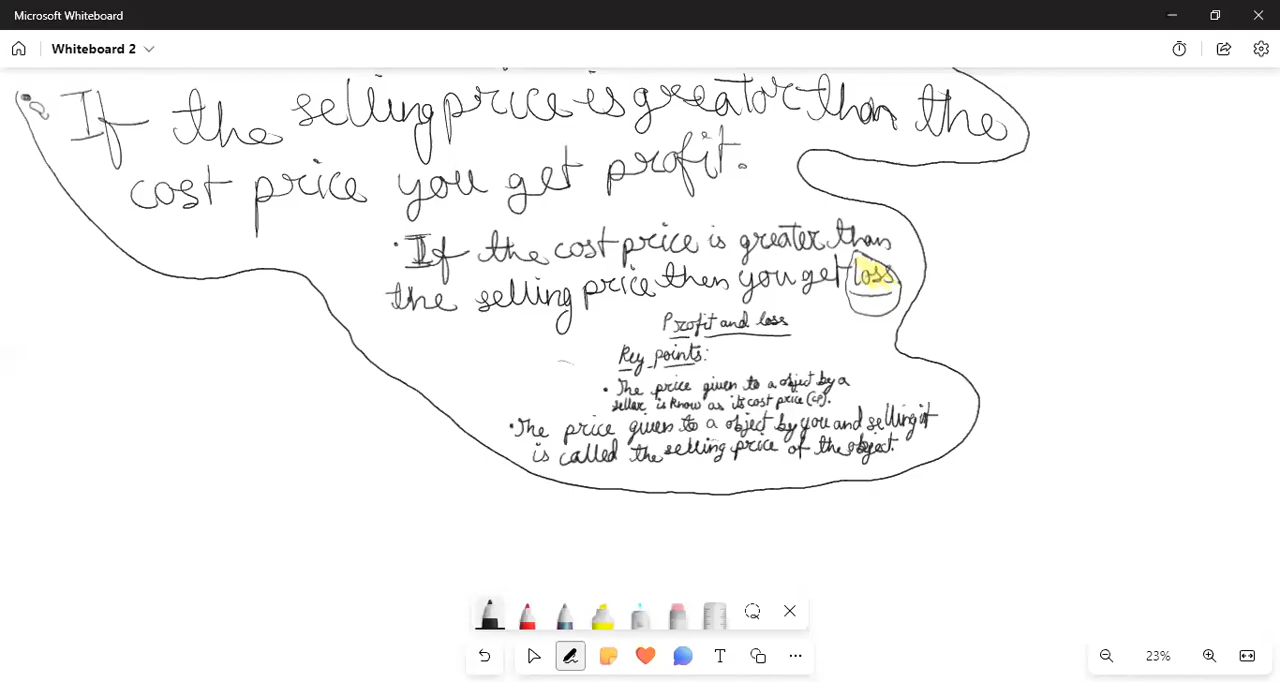 Microsoft Whiteboard
Whiteboard 2
If the selling price is greator than the
cost price you get profit.
• If the cost price is greater than
the selling price then you get loss
Profit and loss
Key points:
• The price given to a object by a
seller is know as its cost price (CP).
• The price given to a object by you and selling it
is called the selling price of the object.
T
23%